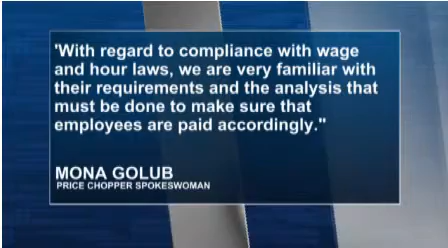 'With regard to compliance with wage
and hour laws, we are very familiar with
their requirements and the analysis that
must be done to make sure that
employees are paid accordingly."
MONA GOLUB
PRICE CHOPPER SPOKESWOMAN